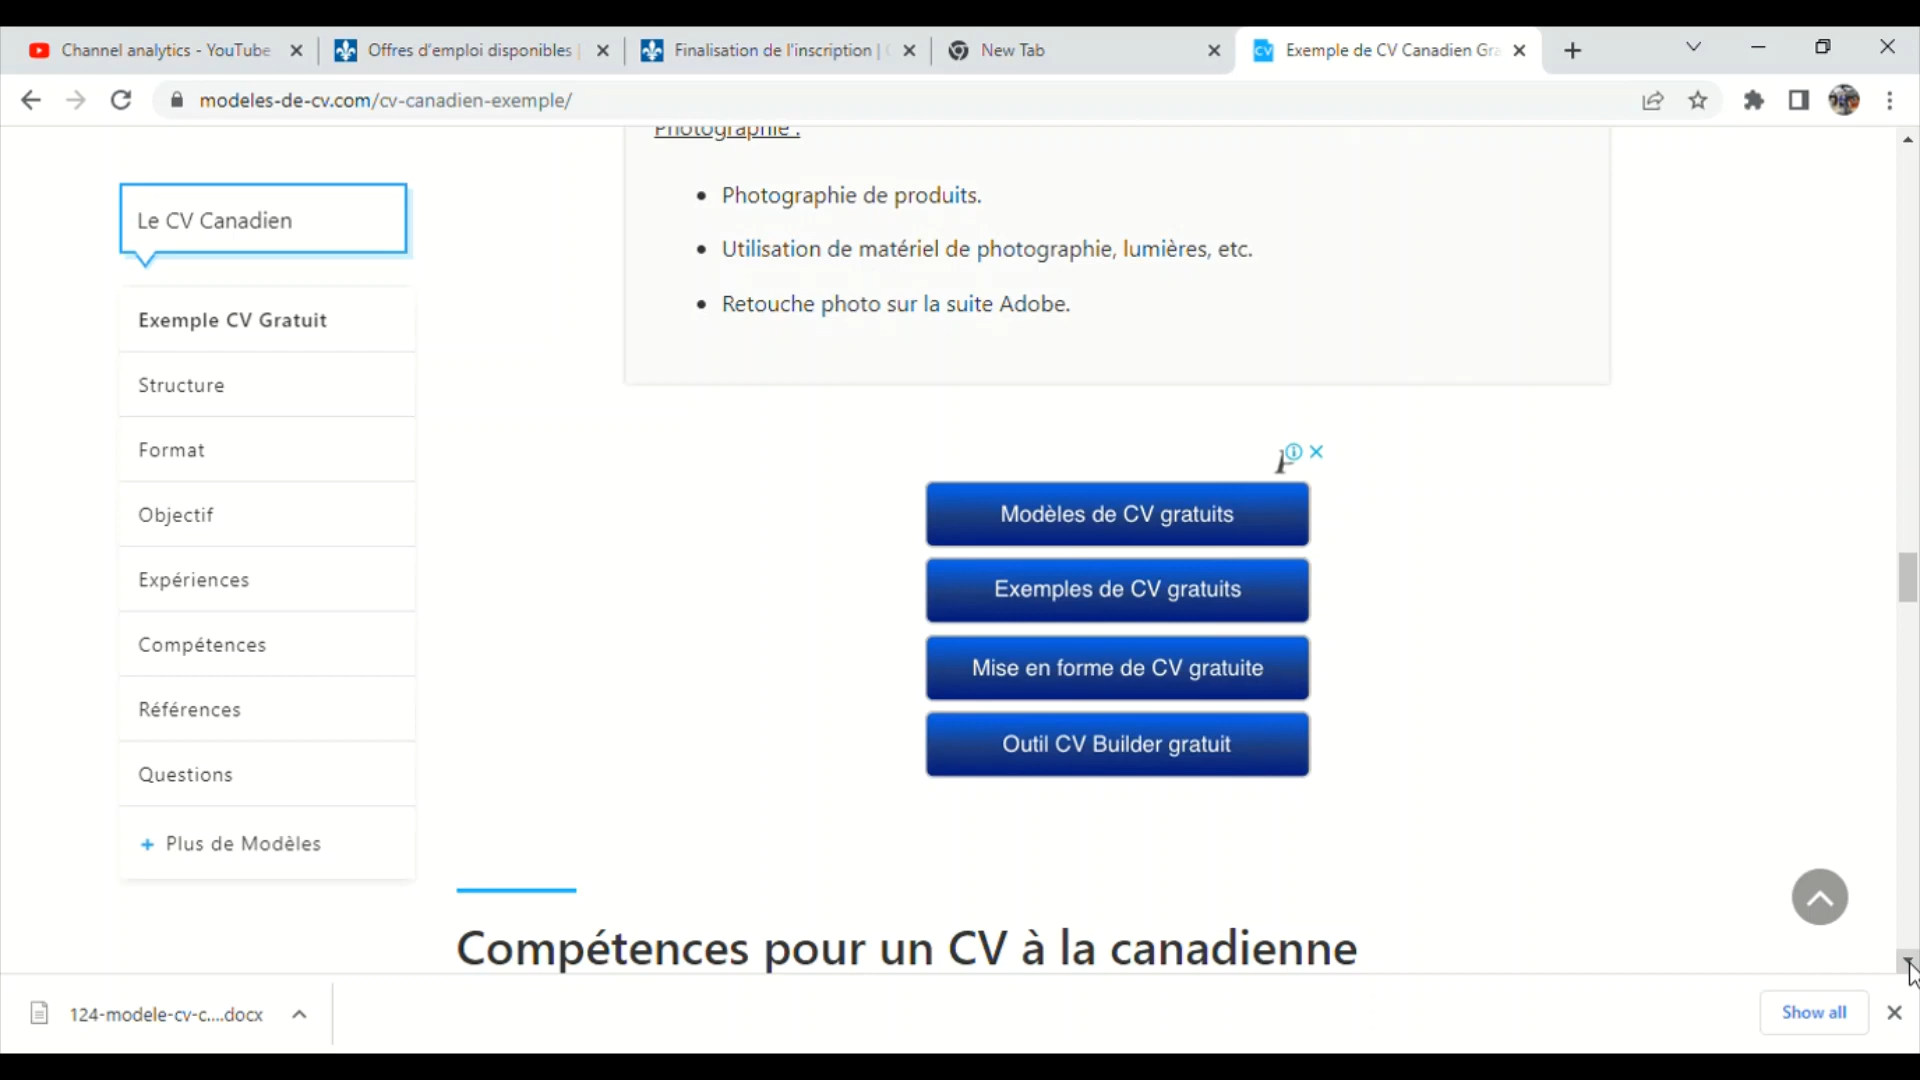 Channel analytics - YouTube
Offres d'emploi disponibles |
Finalisation de l'inscription |
New Tab
Exemple de CV Canadien Gra
modeles-de-cv.com/cv-canadien-exemple/
Photographie :
Le CV Canadien
Exemple CV Gratuit
Structure
Format
Objectif
Expériences
Compétences
Références
Questions
+ Plus de Modèles
• Photographie de produits.
• Utilisation de matériel de photographie, lumières, etc.
• Retouche photo sur la suite Adobe.
Modèles de CV gratuits
Exemples de CV gratuits
Mise en forme de CV gratuite
Outil CV Builder gratuit
Compétences pour un CV à la canadienne
124-modele-cv-c....docx
Show all